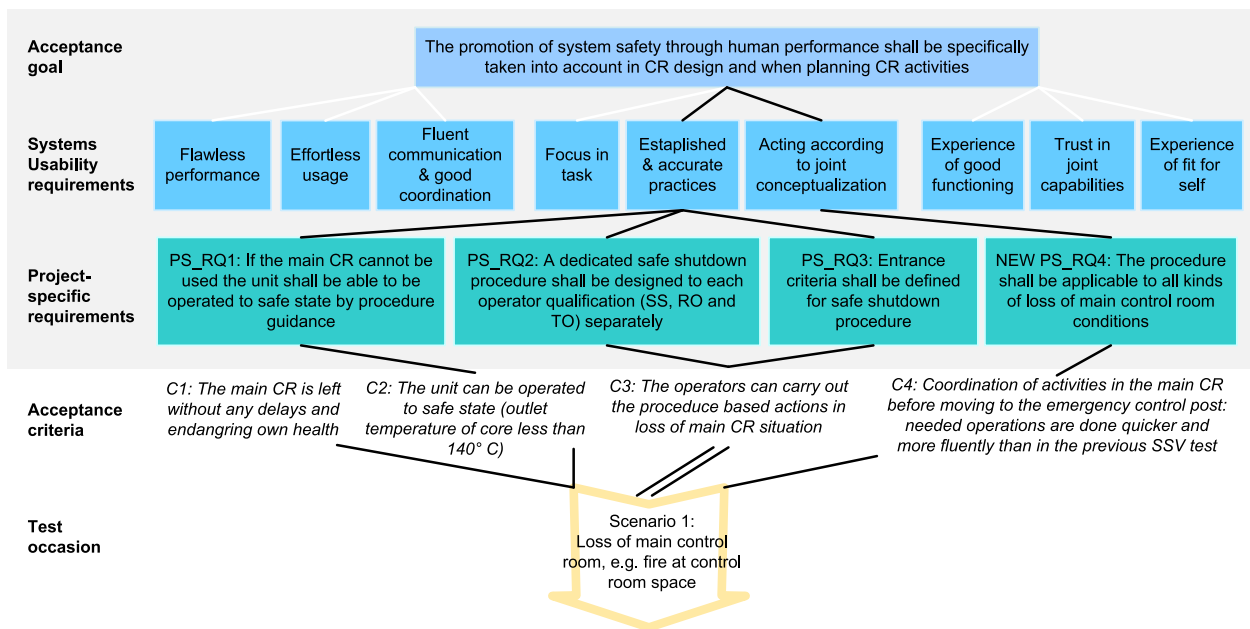 Acceptance
goal
The promotion of system safety through human performance shall be specifically
taken into account in CR design and when planning CR activities
Systems
Usability
requirements
Flawless
performance
Effortless
usage
Fluent
communication
& good
coordination
Focus in
task
Estaplished
& accurate
practices
Acting according
to joint
conceptualization
Experience
of good
functioning
Trust in
joint
capabilities
Experience
of fit for
self
Project-
specific
requirements
PS_RQ1: If the main CR cannot be
used the unit shall be able to be
operated to safe state by procedure
guidance
PS_RQ2: A dedicated safe shutdown
procedure shall be designed to each
operator qualification (SS, RO and
TO) separately
PS_RQ3: Entrance
criteria shall be defined
for safe shutdown
procedure
NEW PS_RQ4: The procedure
shall be applicable to all kinds
of loss of main control room
conditions
Acceptance
criteria
C1: The main CR is left
without any delays and
endangring own health
C2: The unit can be operated
to safe state (outlet
temperature of core less than
140° C)
C3: The operators can carry out
the produce based actions in
loss of main CR situation
C4: Coordination of activities in the main CR
before moving to the emergency control post:
needed operations are done quicker and
more fluently than in the previous SSV test
Test
occasion
Scenario 1:
Loss of main control
room, e.g. fire at control
room space